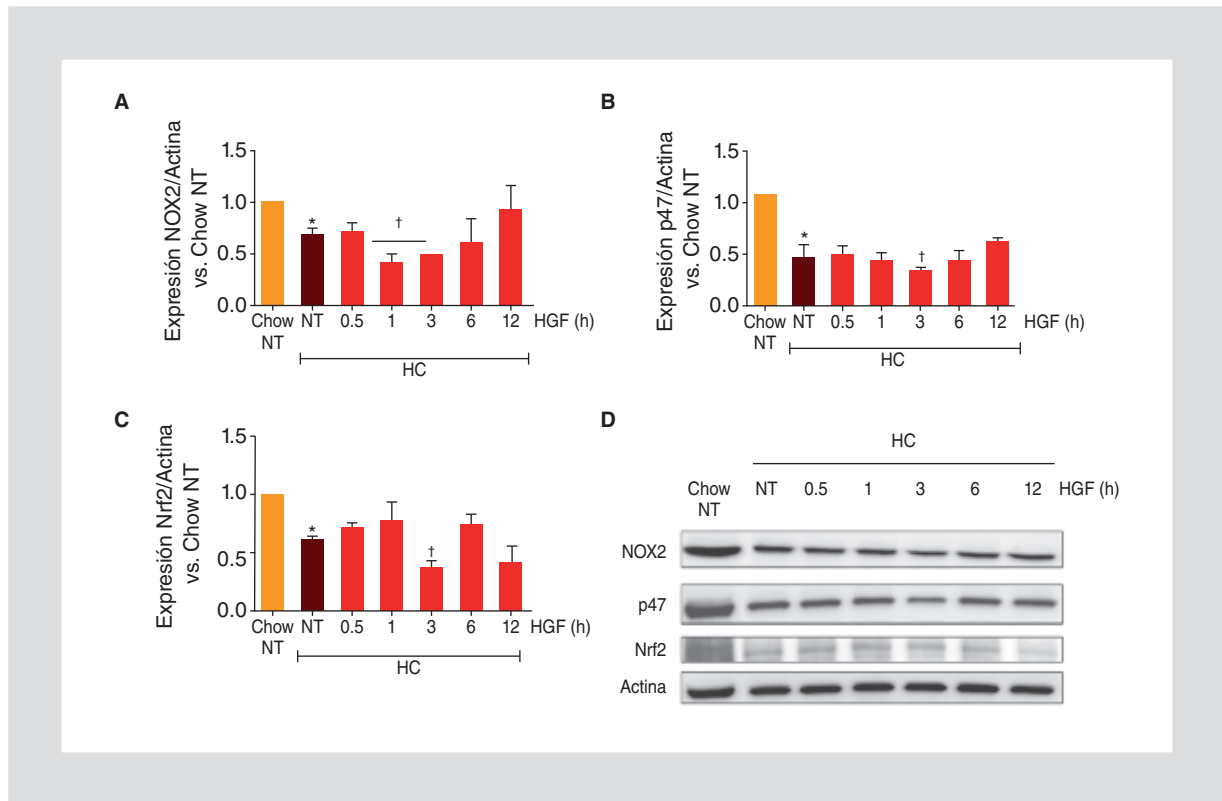 A
Expresión NOX2/Actina
vs. Chow NT
1.5
1.0
0.5
0.0
*
†
Chow NT 0.5 1 3 6 12 HGF (h)
NT
HC
B
Expresión p47/Actina
vs. Chow NT
1.5
1.0
0.5
0.0
*
†
Chow NT 0.5 1 3 6 12 HGF (h)
NT
HC
C
Expresión Nrf2/Actina
vs. Chow NT
1.5
1.0
0.5
0.0
*
†
Chow NT 0.5 1 3 6 12 HGF (h)
NT
HC
D
HC
Chow NT 0.5 1 3 6 12 HGF (h)
NT
NOX2
p47
Nrf2
Actina